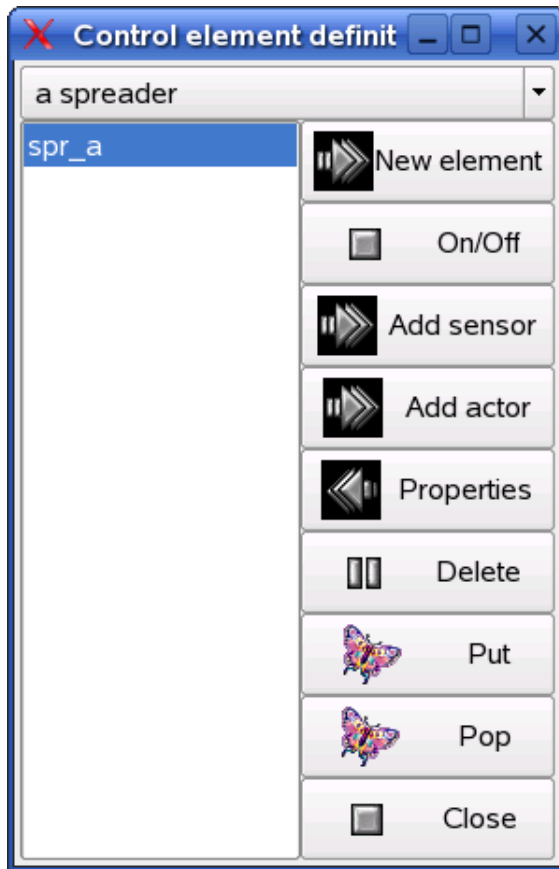 Control element definit
a spreader
spr_a
New element
On/Off
Add sensor
Add actor
Properties
Delete
Put
Pop
Close